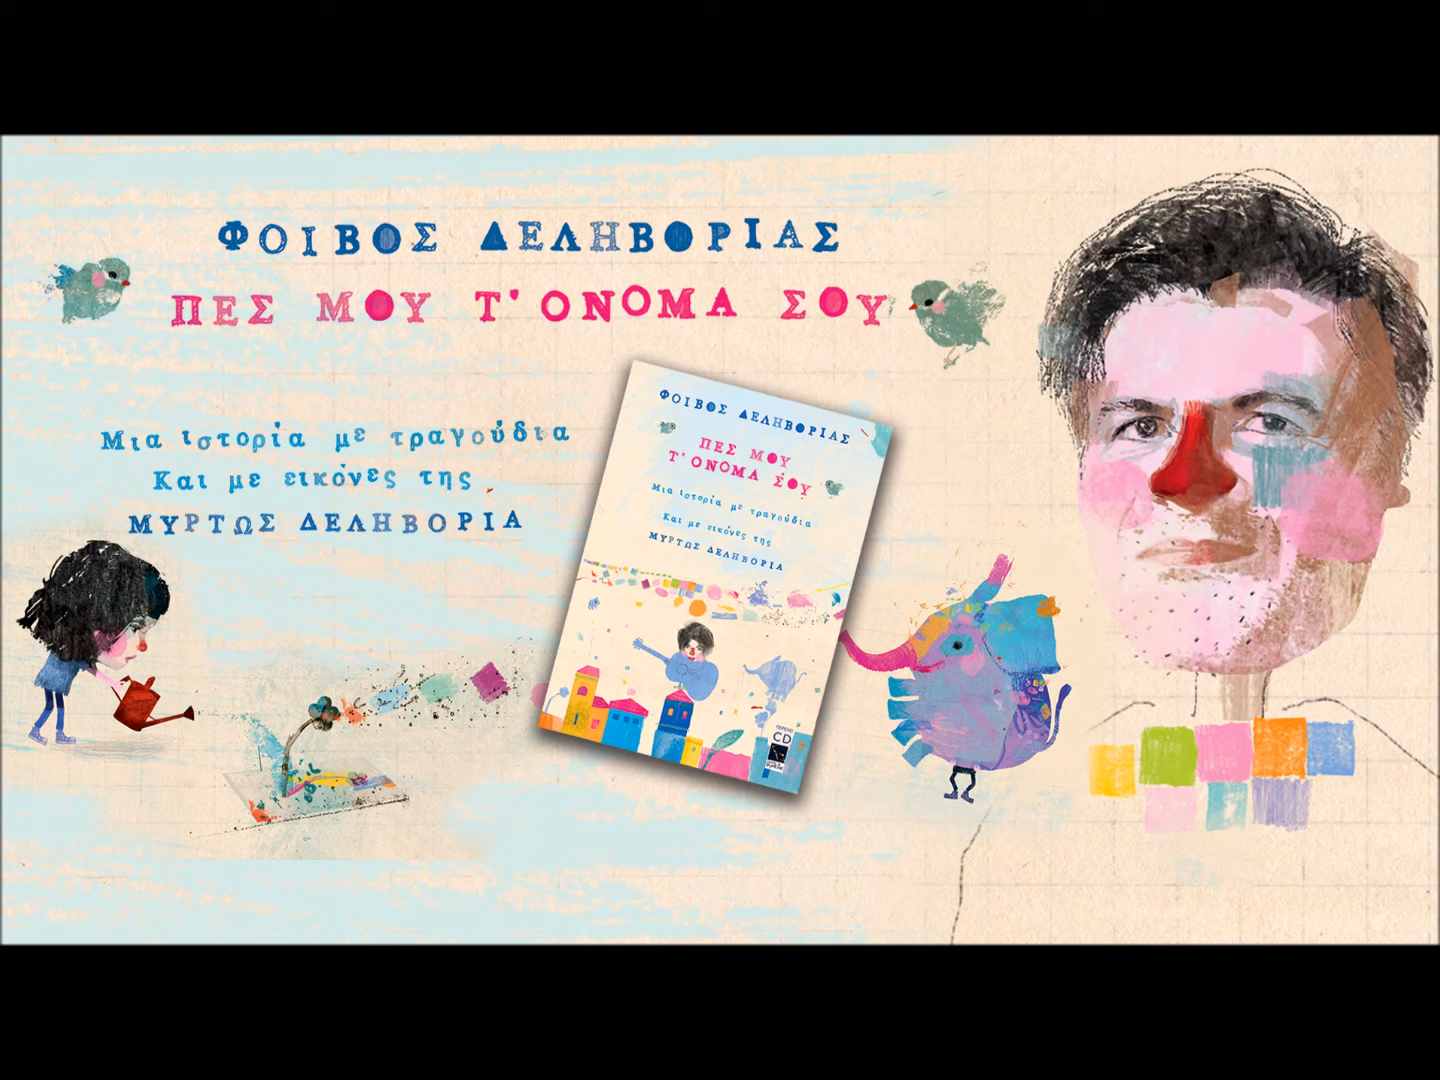 ΦΟΙΒΟΣ ΔΕΛΗΒΟΡΙΑΣ
ΠΕΣ ΜΟΥ Τ' ΟΝΟΜΑ ΣΟΥ
Μια ιστορία με τραγούδια
Και με εικόνες της
ΜΥΡΤΩΣ ΔΕΛΗΒΟΡΙΑ
ΦΟΙΒΟΣ ΔΕΛΗΒΟΡΙΑΣ
ΠΕΣ ΜΟΥ
Τ' ΟΝΟΜΑ ΣΟΥ
Μια ιστορία με τραγούδια
Και με εικόνες της
ΜΥΡΤΩΣ ΔΕΛΗΒΟΡΙΑ
CD